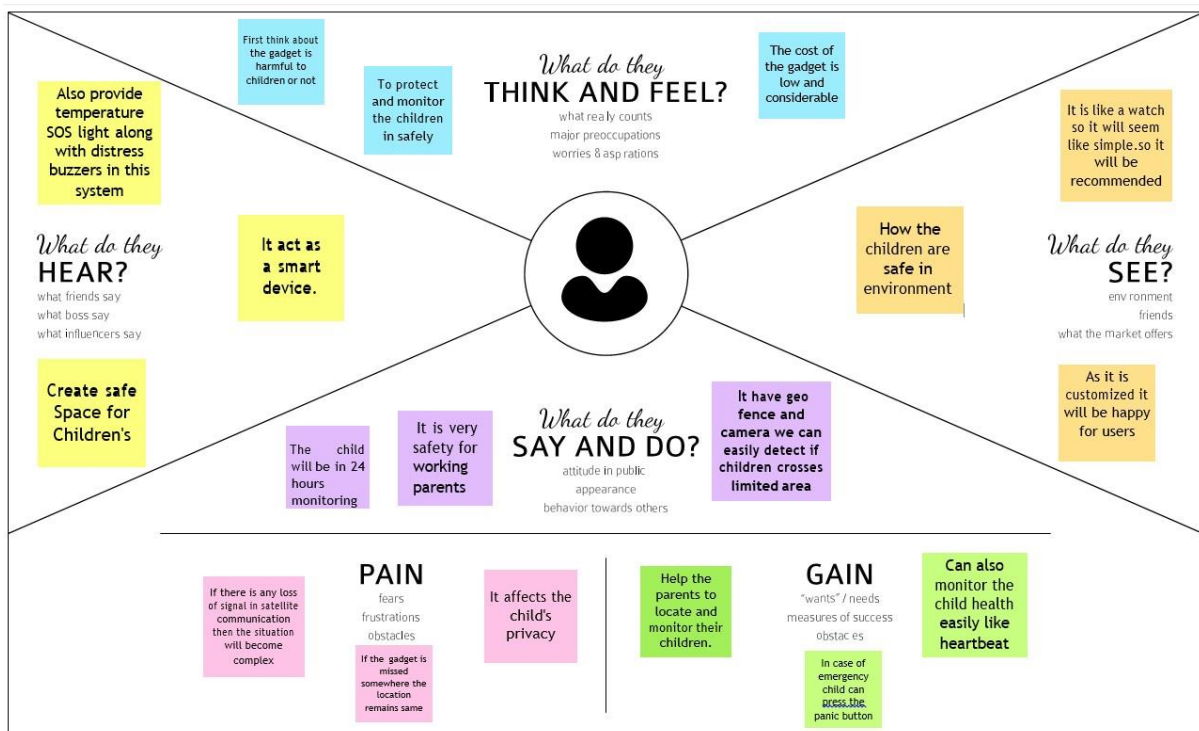 First think about
the gadget is
harmful to
children or not
To protect
and monitor
the children
in safely
What do they
THINK AND FEEL?
what really counts
major preoccupations
worries & asp rations
The cost of
the gadget is
low and
considerable
Also provide
temperature
SOS light along
with distress
buzzers in this
system
What do they
HEAR?
what friends say
what boss say
what influencers say
It act as
a smart
device.
Create safe
Space for
Children's
It is like a watch
so it will seem
like simple.so it
will be
recommended
How the
children are
safe in
environment
What do they
SEE?
env ronment
friends
what the market offers
As it is
customized it
will be happy
for users
The child
will be in 24
hours
monitoring
It is very
safety for
working
parents
What do they
SAY AND DO?
attitude in public
appearance
behavior towards others
It have geo
fence and
camera we can
easily detect if
children crosses
limited area
If there is any loss
of signal in satellite
communication
then the situation
will become
complex
PAIN
fears
frustrations
obstacles
If the gadget is
missed
somewhere the
location
remains same
It affects the
child's
privacy
Help the
parents to
locate and
monitor their
children.
GAIN
"wants" / needs
measures of success
obstac es
In case of
emergency
child can
press the
panic button
Can also
monitor the
child health
easily like
heartbeat